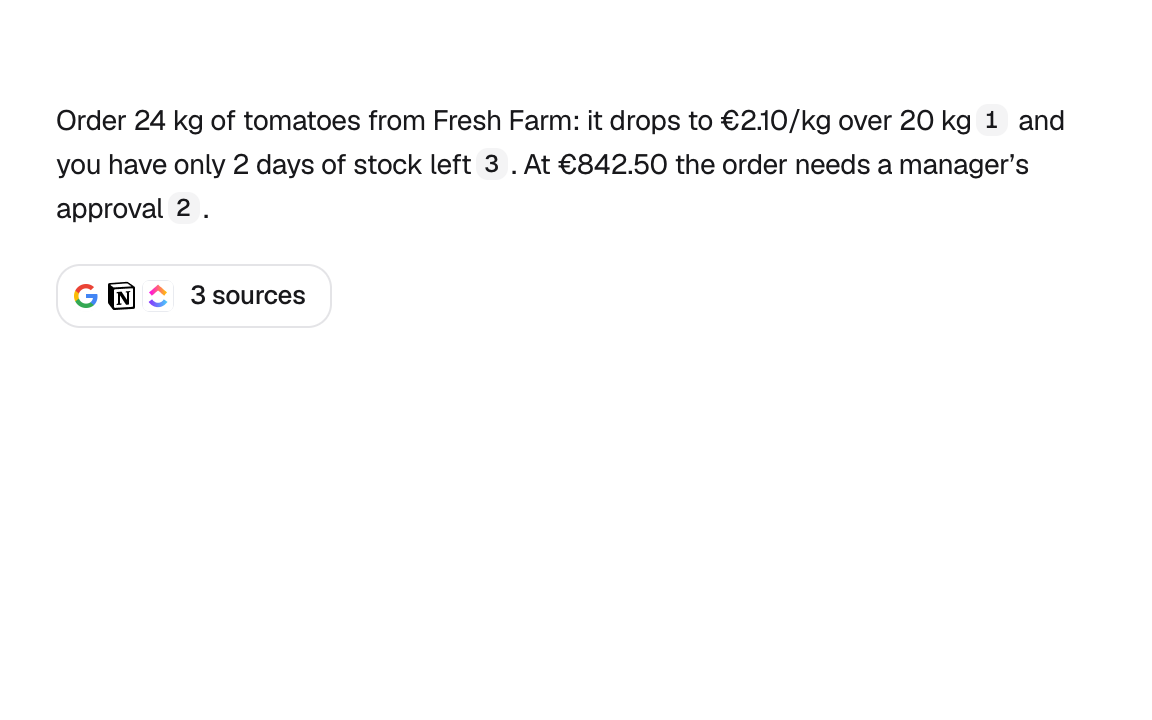 Order 24 kg of tomatoes from Fresh Farm: it drops to €2.10/kg over 20 kg 1 and
you have only 2 days of stock left 3 . At €842.50 the order needs a manager’s
approval 2 .
N 3 sources